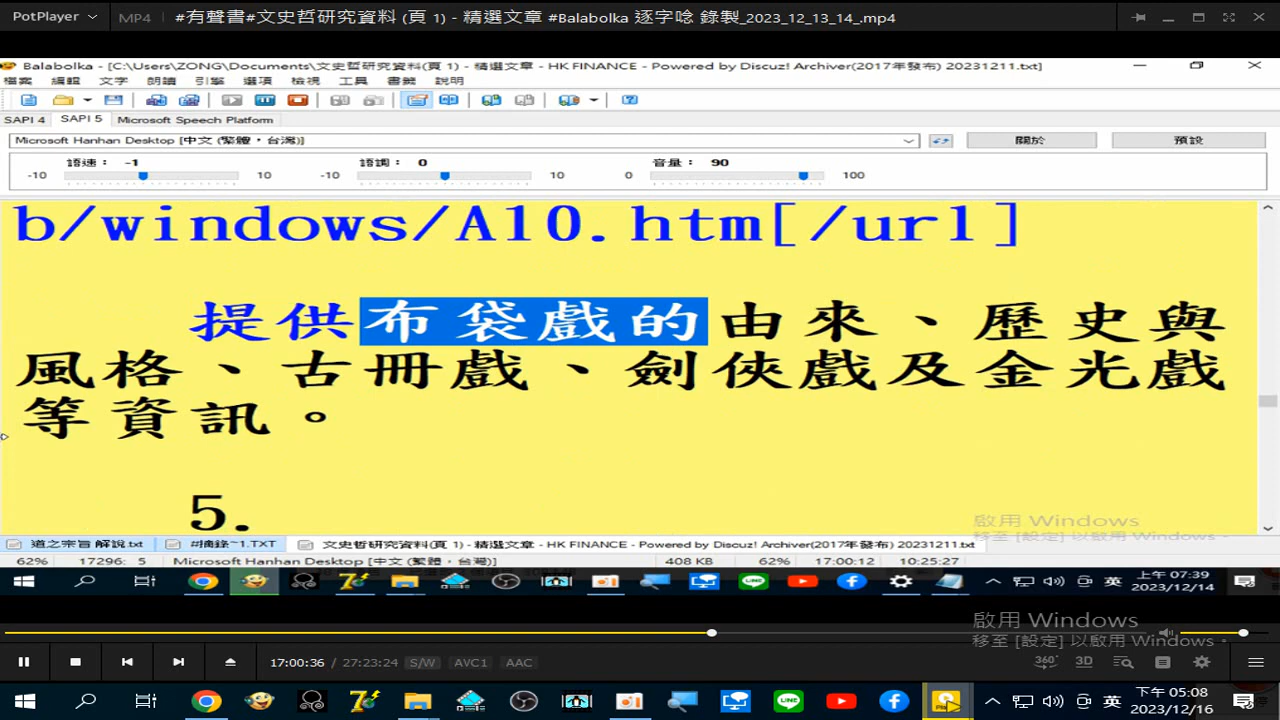 PotPlayer MP4 #有聲書#文史哲研究資料 (頁 1) - 精選文章 #Balabolka 逐字唸 錄製_2023_12_13_14_.mp4
Balabolka - [C:\Users\ZONG\Documents\文史哲研究資料(頁 1) - 精選文章 - HK FINANCE - Powered by Discuz! Archiver(2017年發布) 20231211.txt]
檔案 編輯 文字 朗讀 引擎 選項 檢視 工具 書籤 說明
SAPI 4 SAPI 5 Microsoft Speech Platform
Microsoft Hanhan Desktop [中文 (繁體，台灣)] 關於 預設
語速： -1 語調： 0 音量： 90
-10 10 -10 10 0 100
b/windows/A10.htm[/url]
提供布袋戲的由來、歷史與
風格、古冊戲、劍俠戲及金光戲
等資訊。
5.
啟用 Windows
移至 [設定] 以啟用 Windows。
道之宗旨 解說.txt #摘錄~1.TXT 文史哲研究資料(頁 1) - 精選文章 - HK FINANCE - Powered by Discuz! Archiver(2017年發布) 20231211.txt
62% 17296: 5 Microsoft Hanhan Desktop [中文 (繁體，台灣)] 408 KB 62% 17:00:12 10:25:27
英 上午 07:39
2023/12/14
啟用 Windows
移至 [設定] 以啟用 Windows。
17:00:36 / 27:23:24 S/W AVC1 AAC 360° 3D
英 下午 05:08
2023/12/16